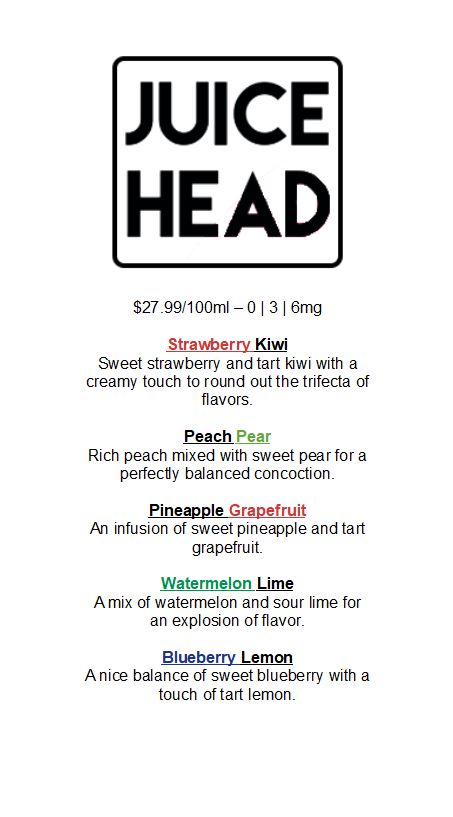 JUICE
HEAD
$27.99/100ml – 0 | 3 | 6mg
Strawberry Kiwi
Sweet strawberry and tart kiwi with a
creamy touch to round out the trifecta of
flavors.
Peach Pear
Rich peach mixed with sweet pear for a
perfectly balanced concoction.
Pineapple Grapefruit
An infusion of sweet pineapple and tart
grapefruit.
Watermelon Lime
A mix of watermelon and sour lime for
an explosion of flavor.
Blueberry Lemon
A nice balance of sweet blueberry with a
touch of tart lemon.